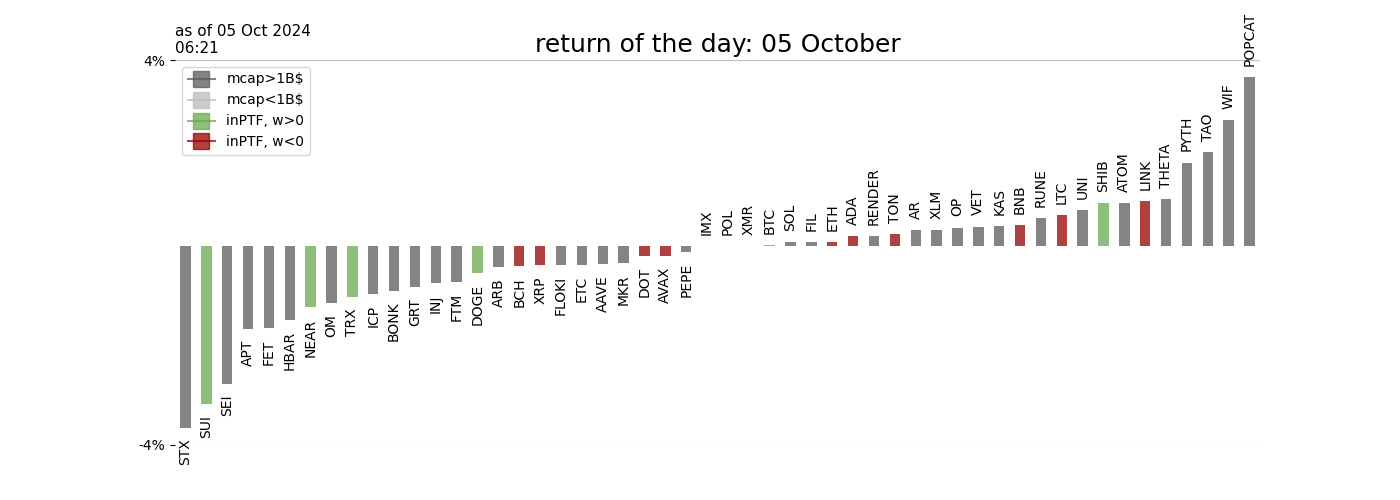 as of 05 Oct 2024
06:21
return of the day: 05 October
4%
mcap>1B$
mcap<1B$
inPTF, w>0
inPTF, w<0
-4%
STX
SUI
SEI
APT
FET
HBAR
NEAR
OM
TRX
ICP
BONK
GRT
INJ
FTM
DOGE
ARB
BCH
XRP
FLOKI
ETC
AAVE
MKR
DOT
AVAX
PEPE
IMX
POL
XMR
BTC
SOL
FIL
ETH
ADA
RENDER
TON
AR
XLM
OP
VET
KAS
BNB
RUNE
LTC
UNI
SHIB
ATOM
LINK
THETA
PYTH
TAO
WIF
POPCAT